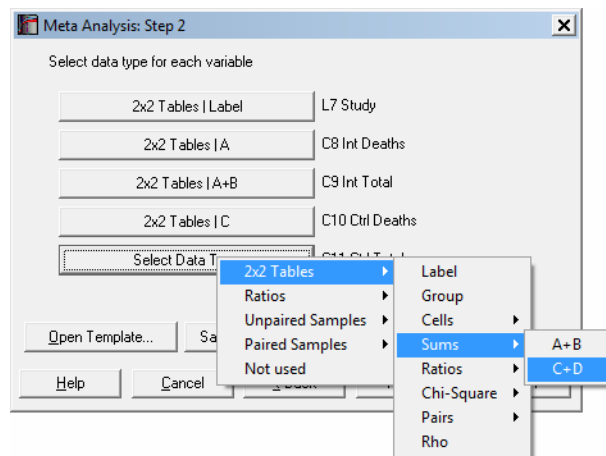 Meta Analysis: Step 2
Select data type for each variable
2x2 Tables | Label L7 Study
2x2 Tables | A C8 Int Deaths
2x2 Tables | A+B C9 Int Total
2x2 Tables | C C10 Ctrl Deaths
Select Data T
2x2 Tables Label
Ratios Group
Unpaired Samples Cells
Paired Samples Sums A+B
Not used Ratios C+D
Chi-Square
Pairs
Rho
Open Template... Sa
Help Cancel